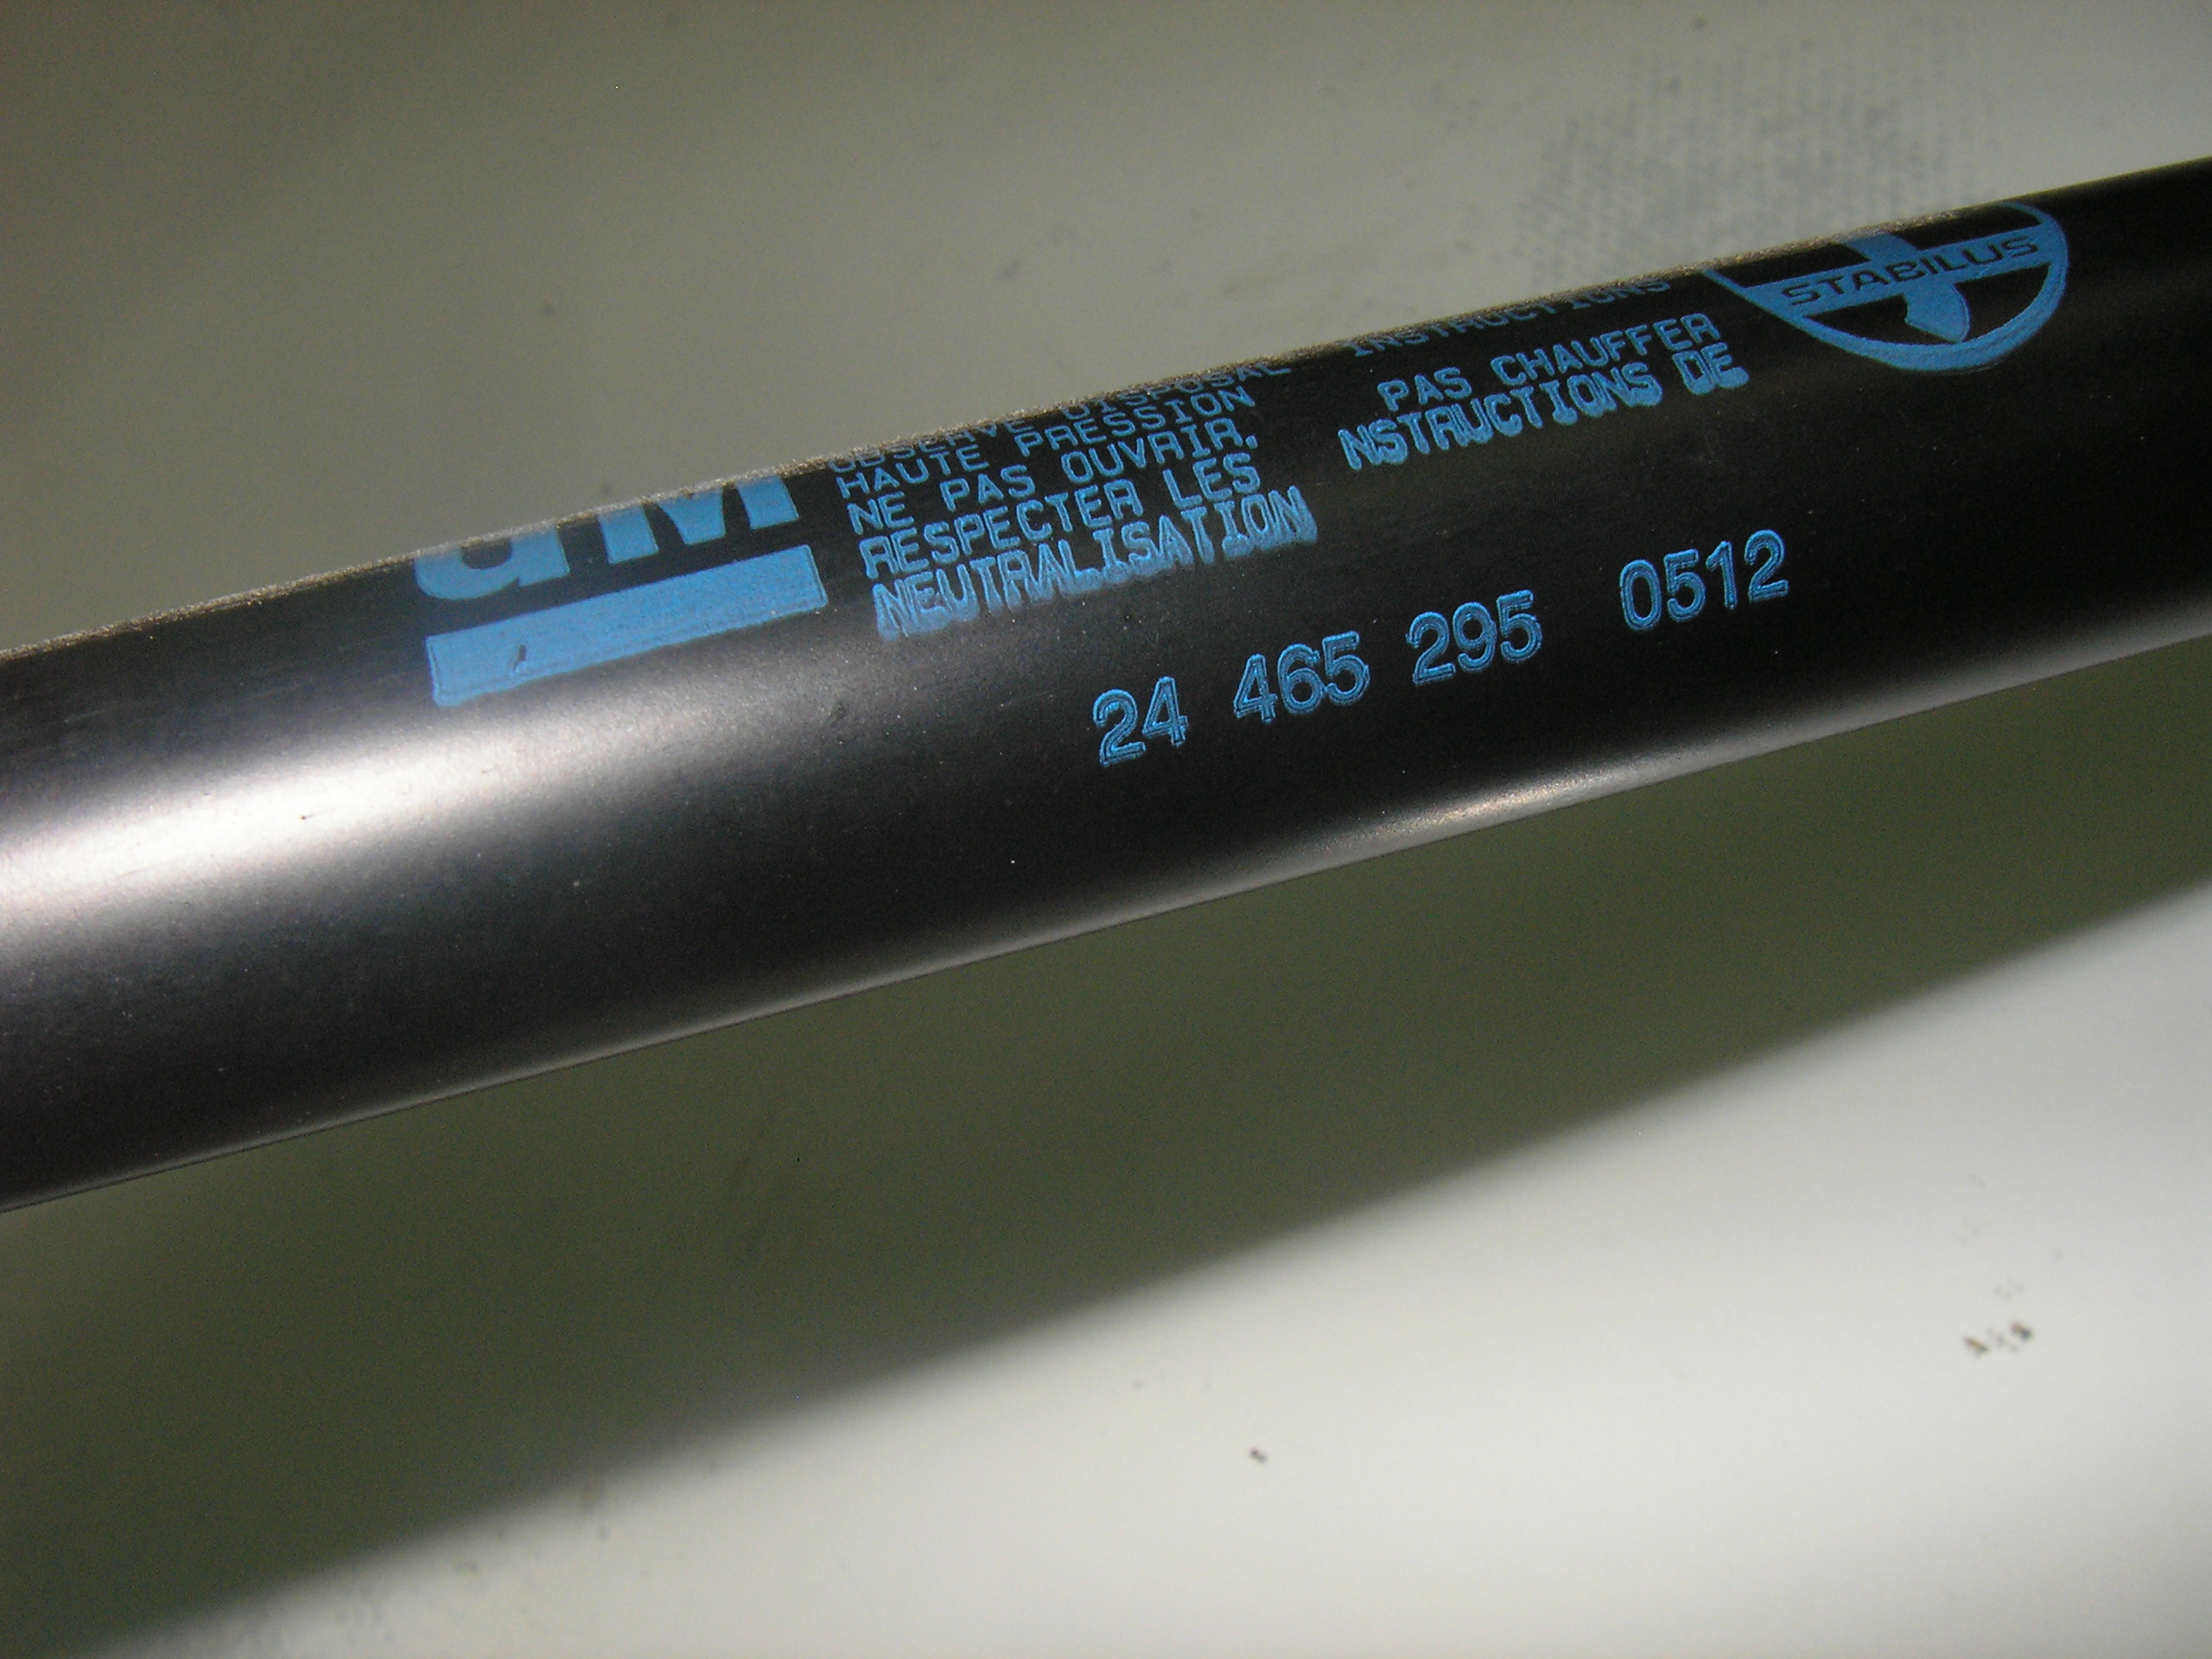 GM
OBSERVE DISPOSAL INSTRUCTIONS
HAUTE PRESSION
NE PAS OUVRIR. PAS CHAUFFER
RESPECTER LES NSTRUCTIONS DE
NEUTRALISATION
STABILUS
24 465 295 0512